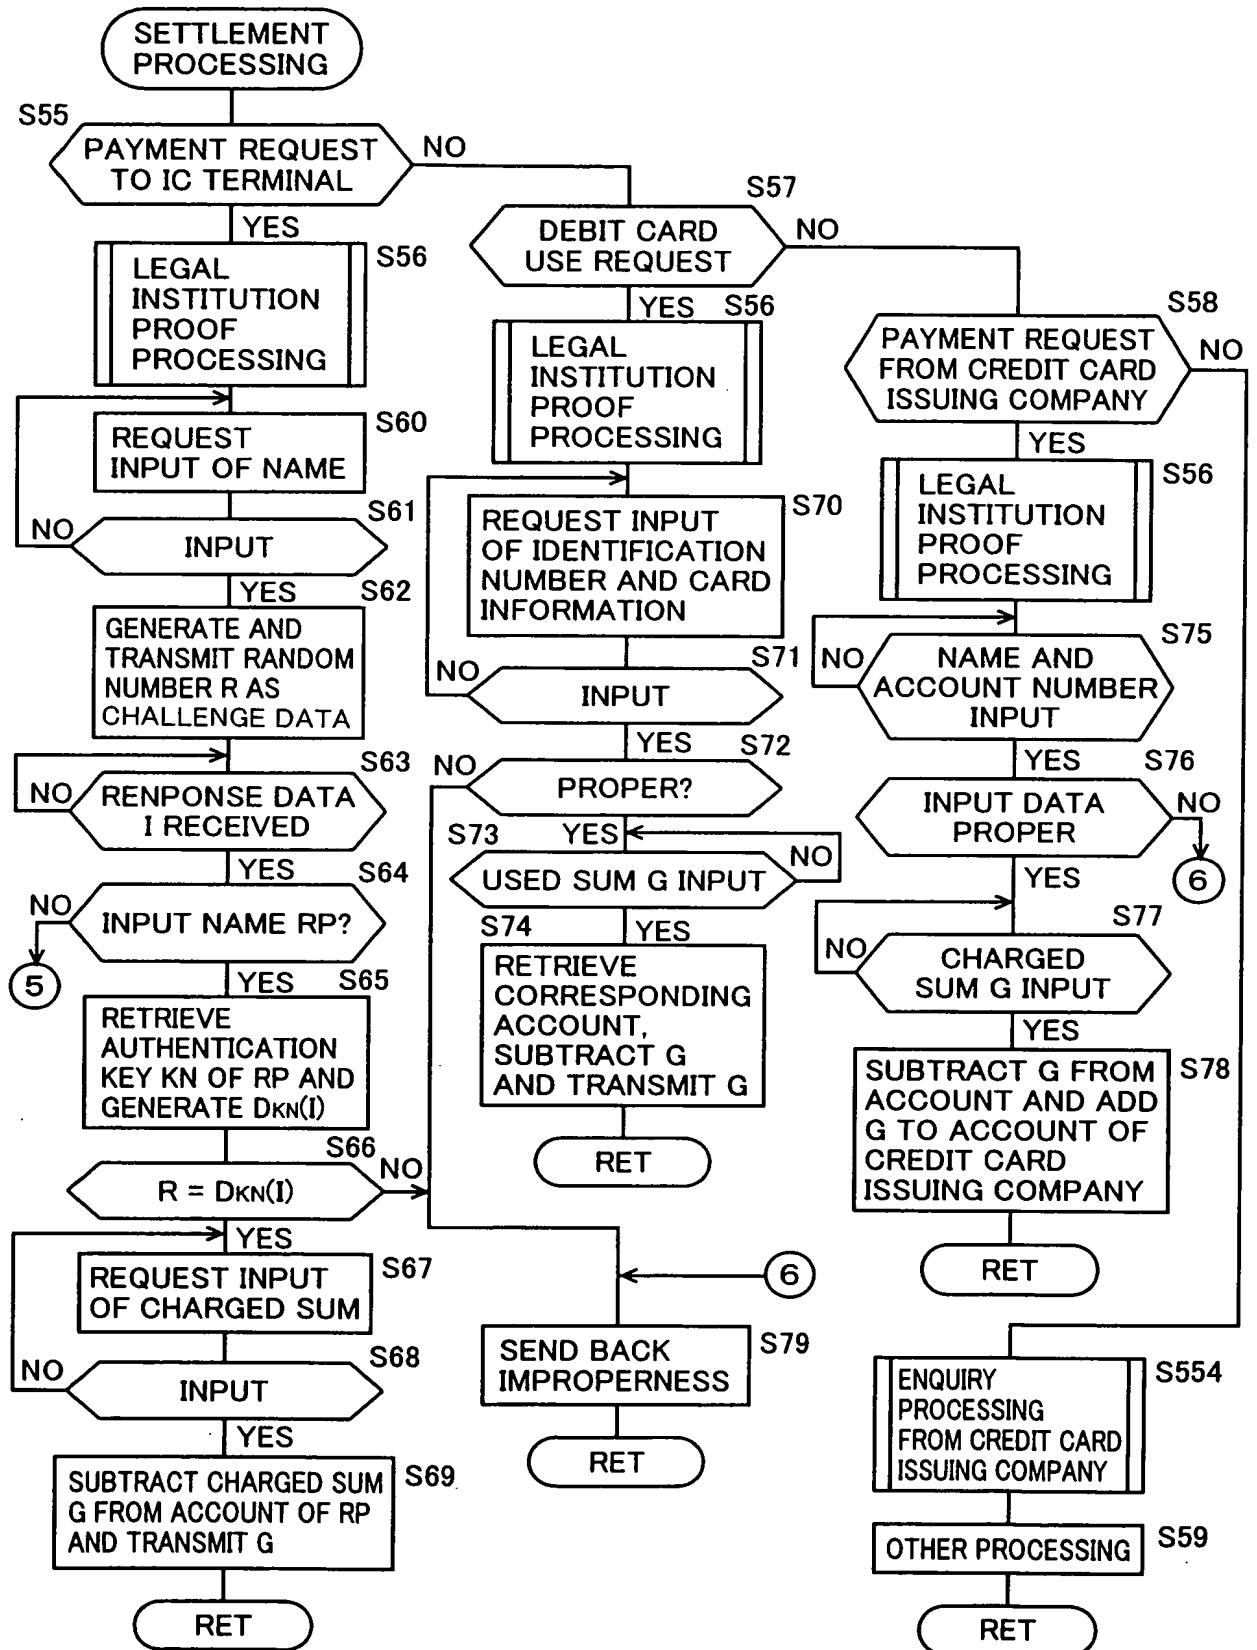 SETTLEMENT
PROCESSING
S55
PAYMENT REQUEST
TO IC TERMINAL
NO
YES
S56
LEGAL
INSTITUTION
PROOF
PROCESSING
S60
REQUEST
INPUT OF NAME
S61
NO
INPUT
YES
S62
GENERATE AND
TRANSMIT RANDOM
NUMBER R AS
CHALLENGE DATA
S63
NO
RENPONSE DATA
I RECEIVED
YES
S64
NO
INPUT NAME RP?
5
YES
S65
RETRIEVE
AUTHENTICATION
KEY KN OF RP AND
GENERATE DKN(I)
S66
R = DKN(I)
NO
YES
S67
REQUEST INPUT
OF CHARGED SUM
S68
NO
INPUT
YES
S69
SUBTRACT CHARGED SUM
G FROM ACCOUNT OF RP
AND TRANSMIT G
RET
S57
DEBIT CARD
USE REQUEST
NO
YES
S56
LEGAL
INSTITUTION
PROOF
PROCESSING
S70
REQUEST INPUT
OF IDENTIFICATION
NUMBER AND CARD
INFORMATION
S71
NO
INPUT
YES
S72
NO
PROPER?
S73
YES
NO
USED SUM G INPUT
S74
YES
RETRIEVE
CORRESPONDING
ACCOUNT,
SUBTRACT G
AND TRANSMIT G
RET
6
S79
SEND BACK
IMPROPERNESS
RET
S58
PAYMENT REQUEST
FROM CREDIT CARD
ISSUING COMPANY
NO
YES
S56
LEGAL
INSTITUTION
PROOF
PROCESSING
S75
NO
NAME AND
ACCOUNT NUMBER
INPUT
YES
S76
INPUT DATA
PROPER
NO
6
YES
S77
NO
CHARGED
SUM G INPUT
YES
S78
SUBTRACT G FROM
ACCOUNT AND ADD
G TO ACCOUNT OF
CREDIT CARD
ISSUING COMPANY
RET
S554
ENQUIRY
PROCESSING
FROM CREDIT CARD
ISSUING COMPANY
S59
OTHER PROCESSING
RET